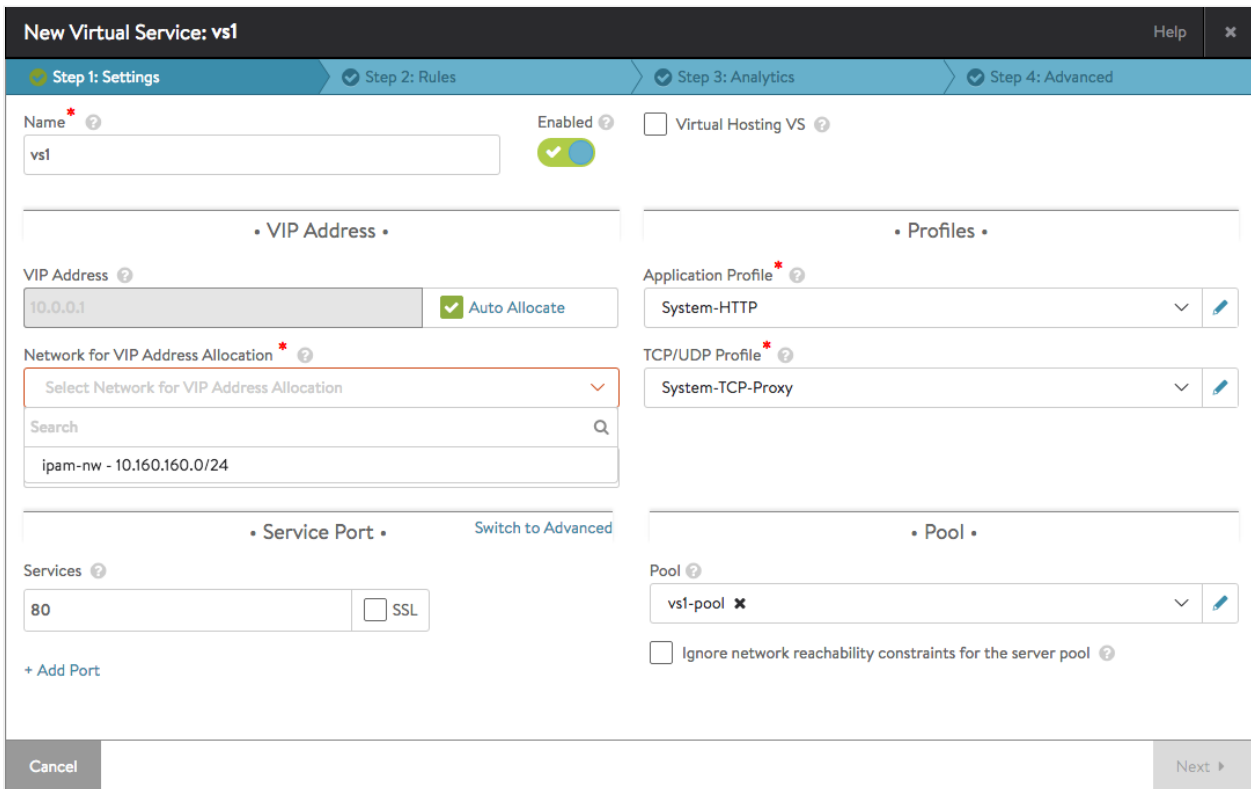 New Virtual Service: vs1 Help
Step 1: Settings Step 2: Rules Step 3: Analytics Step 4: Advanced
Name * Enabled Virtual Hosting VS
vs1
• VIP Address • • Profiles •
VIP Address Application Profile *
10.0.0.1 Auto Allocate System-HTTP
Network for VIP Address Allocation * TCP/UDP Profile *
Select Network for VIP Address Allocation System-TCP-Proxy
Search
ipam-nw - 10.160.160.0/24
• Service Port • Switch to Advanced • Pool •
Services Pool
80 SSL vs1-pool
Ignore network reachability constraints for the server pool
+ Add Port
Cancel Next